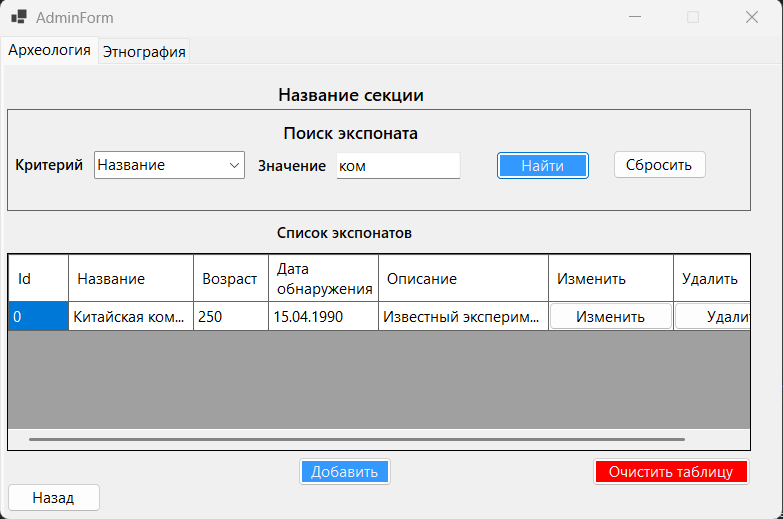 AdminForm
Археология Этнография
Название секции
Поиск экспоната
Критерий Название Значение ком Найти Сбросить
Список экспонатов
Id Название Возраст Дата обнаружения Описание Изменить Удалить
0 Китайская ком... 250 15.04.1990 Известный эксперим... Изменить Удали
Добавить Очистить таблицу
Назад